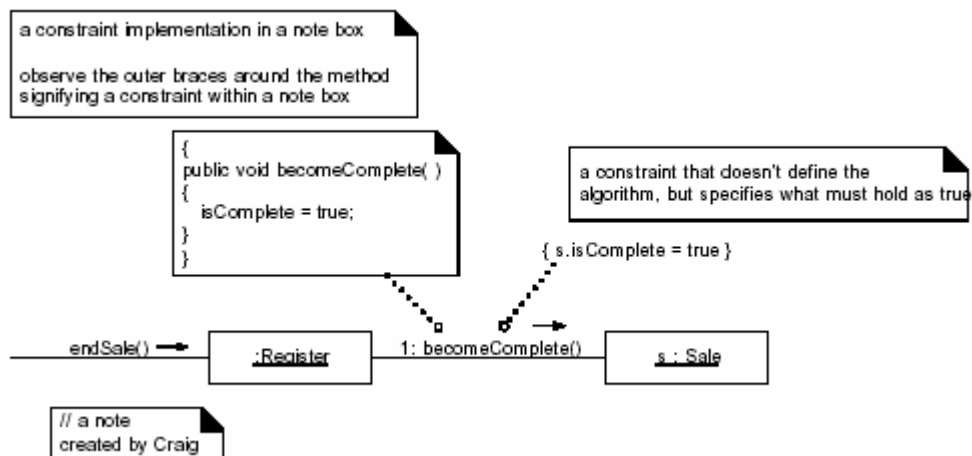 a constraint implementation in a note box
observe the outer braces around the method
signifying a constraint within a note box
{
public void becomeComplete( )
{
isComplete = true;
}
}
a constraint that doesn't define the
algorithm, but specifies what must hold as true
{ s.isComplete = true }
endSale()
:Register
1: becomeComplete()
s : Sale
// a note
created by Craig